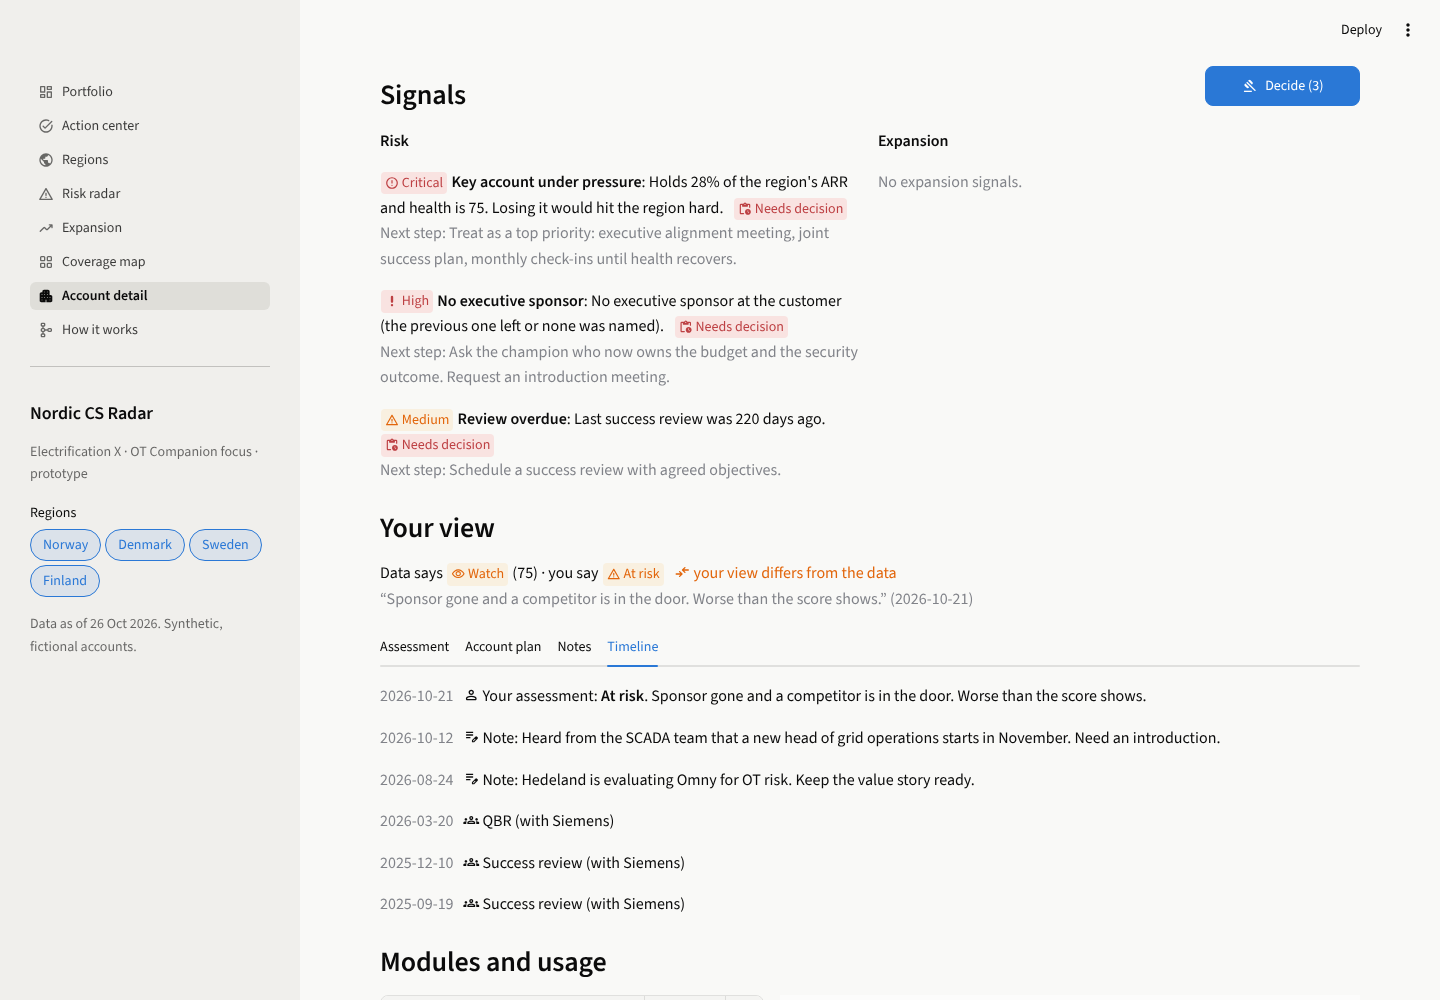 Deploy
Portfolio
Action center
Regions
Risk radar
Expansion
Coverage map
Account detail
How it works
Nordic CS Radar
Electrification X · OT Companion focus ·
prototype
Regions
Norway
Denmark
Sweden
Finland
Data as of 26 Oct 2026. Synthetic,
fictional accounts.
Signals
Decide (3)
Risk
Critical Key account under pressure: Holds 28% of the region's ARR
and health is 75. Losing it would hit the region hard. Needs decision
Next step: Treat as a top priority: executive alignment meeting, joint
success plan, monthly check-ins until health recovers.
High No executive sponsor: No executive sponsor at the customer
(the previous one left or none was named). Needs decision
Next step: Ask the champion who now owns the budget and the security
outcome. Request an introduction meeting.
Medium Review overdue: Last success review was 220 days ago.
Needs decision
Next step: Schedule a success review with agreed objectives.
Expansion
No expansion signals.
Your view
Data says Watch (75) · you say At risk your view differs from the data
“Sponsor gone and a competitor is in the door. Worse than the score shows.” (2026-10-21)
Assessment Account plan Notes Timeline
2026-10-21 Your assessment: At risk. Sponsor gone and a competitor is in the door. Worse than the score shows.
2026-10-12 Note: Heard from the SCADA team that a new head of grid operations starts in November. Need an introduction.
2026-08-24 Note: Hedeland is evaluating Omny for OT risk. Keep the value story ready.
2026-03-20 QBR (with Siemens)
2025-12-10 Success review (with Siemens)
2025-09-19 Success review (with Siemens)
Modules and usage